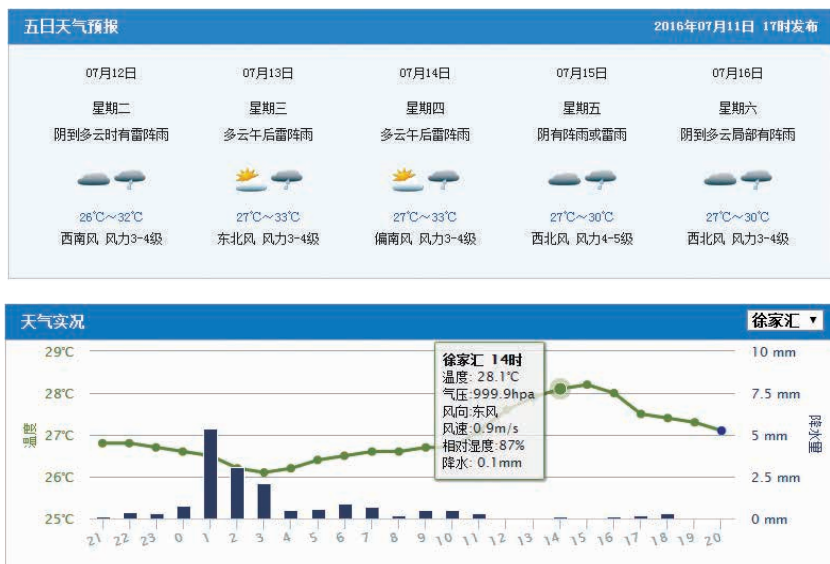 五日天气预报 2016年07月11日 17时发布
07月12日 07月13日 07月14日 07月15日 07月16日
星期二 星期三 星期四 星期五 星期六
阴到多云时有雷阵雨 多云午后雷阵雨 多云午后雷阵雨 阴有阵雨或雷雨 阴到多云局部有阵雨
26℃～32℃ 27℃～33℃ 27℃～33℃ 27℃～30℃ 27℃～30℃
西南风 风力3-4级 东北风 风力3-4级 偏南风 风力3-4级 西北风 风力4-5级 西北风 风力3-4级
天气实况 徐家汇 ▼
29℃ 10 mm
28℃ 7.5 mm
27℃ 5 mm
26℃ 2.5 mm
25℃ 0 mm
温度
降水量
徐家汇 14时
温度: 28.1℃
气压:999.9hpa
风向:东风
风速:0.9m/s
相对湿度:87%
降水: 0.1mm
21 22 23 0 1 2 3 4 5 6 7 8 9 10 11 12 13 14 15 16 17 18 19 20